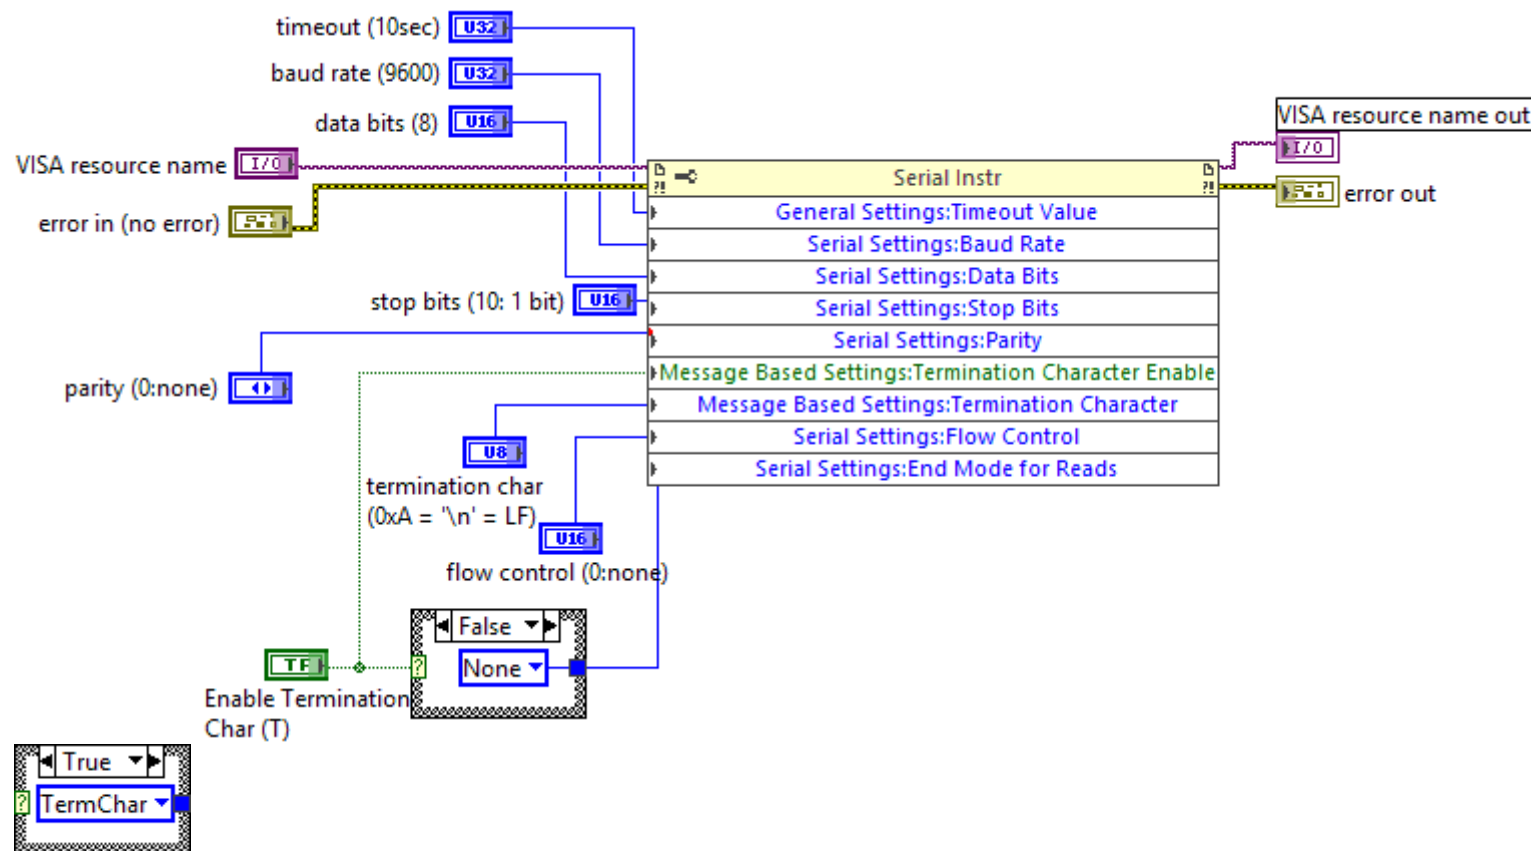 timeout (10sec) U32
baud rate (9600) U32
data bits (8) U16
VISA resource name out
VISA resource name I/O
I/O
Serial Instr
error in (no error)
error out
General Settings:Timeout Value
Serial Settings:Baud Rate
Serial Settings:Data Bits
stop bits (10: 1 bit) U16
Serial Settings:Stop Bits
Serial Settings:Parity
parity (0:none)
Message Based Settings:Termination Character Enable
Message Based Settings:Termination Character
Serial Settings:Flow Control
U8
Serial Settings:End Mode for Reads
termination char
(0xA = '\n' = LF)
U16
flow control (0:none)
False
TF
? None
Enable Termination
Char (T)
True
? TermChar